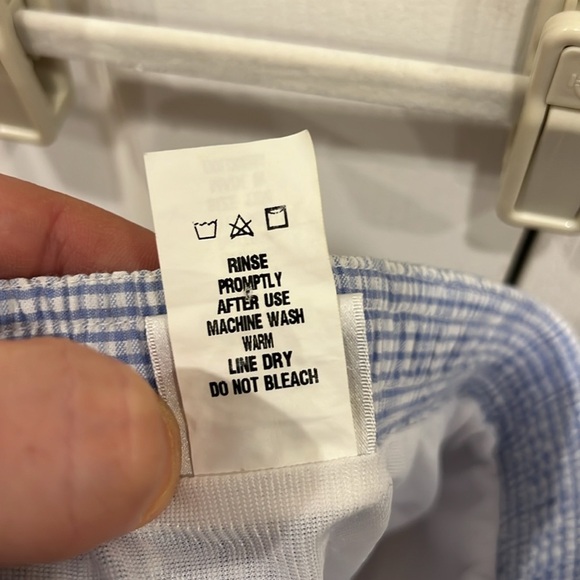 RINSE
PROMPTLY
AFTER USE
MACHINE WASH
WARM
LINE DRY
DO NOT BLEACH